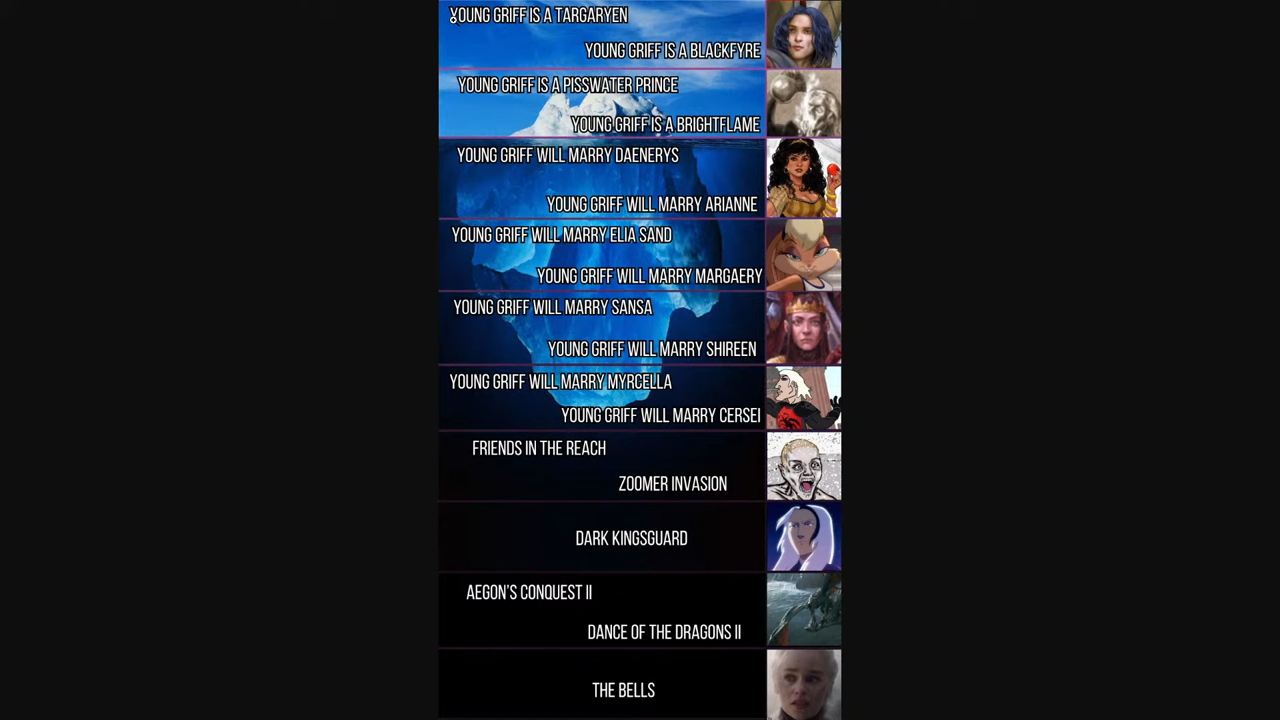 YOUNG GRIFF IS A TARGARYEN
YOUNG GRIFF IS A BLACKFYRE
YOUNG GRIFF IS A PISSWATER PRINCE
YOUNG GRIFF IS A BRIGHTFLAME
YOUNG GRIFF WILL MARRY DAENERYS
YOUNG GRIFF WILL MARRY ARIANNE
YOUNG GRIFF WILL MARRY ELIA SAND
YOUNG GRIFF WILL MARRY MARGAERY
YOUNG GRIFF WILL MARRY SANSA
YOUNG GRIFF WILL MARRY SHIREEN
YOUNG GRIFF WILL MARRY MYRCELLA
YOUNG GRIFF WILL MARRY CERSEI
FRIENDS IN THE REACH
ZOOMER INVASION
DARK KINGSGUARD
AEGON'S CONQUEST II
DANCE OF THE DRAGONS II
THE BELLS